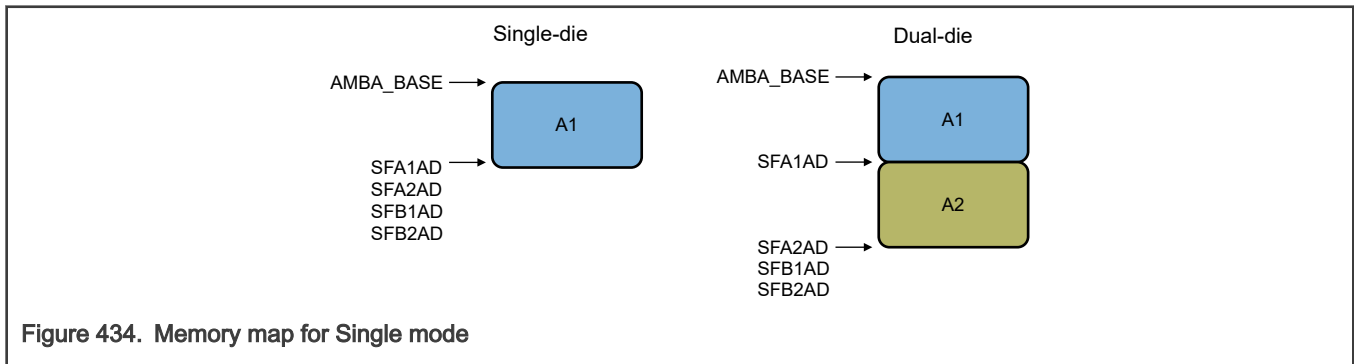 Single-die
AMBA_BASE
A1
SFA1AD
SFA2AD
SFB1AD
SFB2AD
Dual-die
AMBA_BASE
A1
SFA1AD
A2
SFA2AD
SFB1AD
SFB2AD
Figure 434. Memory map for Single mode